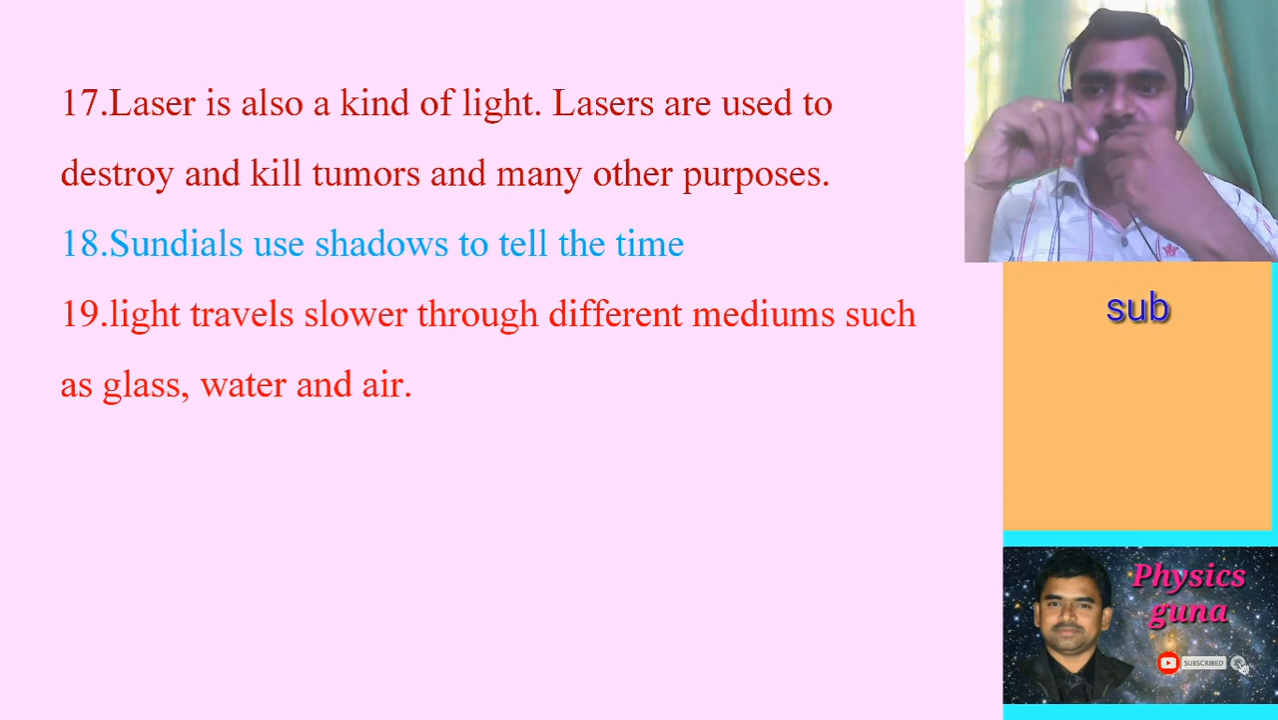 17.Laser is also a kind of light. Lasers are used to
destroy and kill tumors and many other purposes.
18.Sundials use shadows to tell the time
19.light travels slower through different mediums such
as glass, water and air.
sub
Physics
guna
SUBSCRIBED